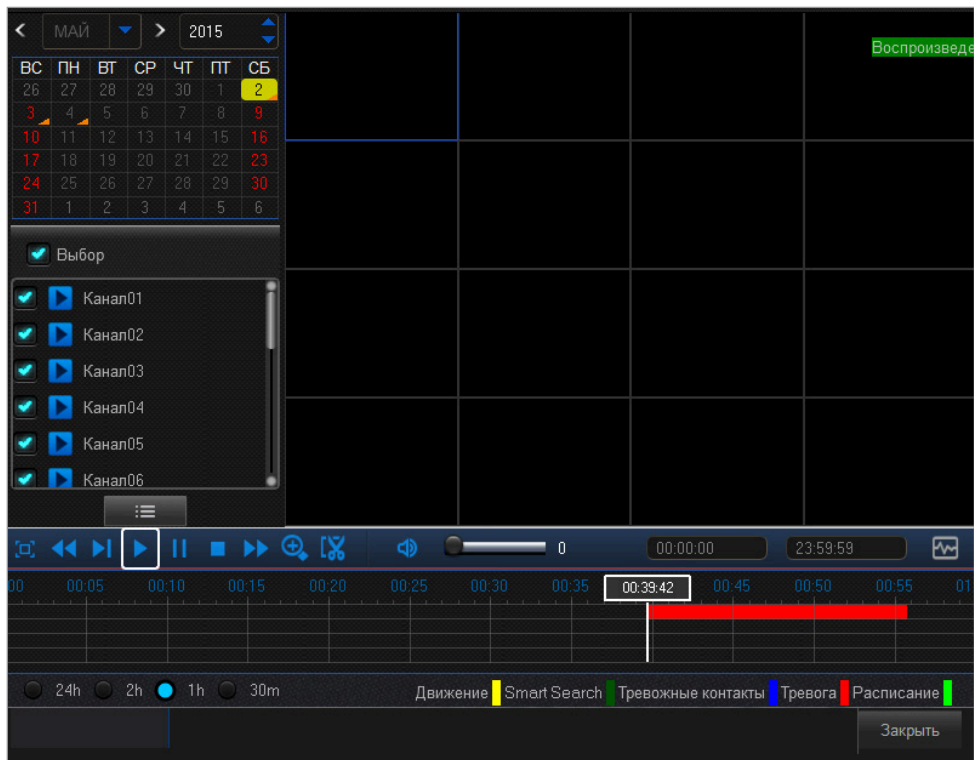 МАЙ 2015
Воспроизведе
ВС ПН ВТ СР ЧТ ПТ СБ
26 27 28 29 30 1 2
3 4 5 6 7 8 9
10 11 12 13 14 15 16
17 18 19 20 21 22 23
24 25 26 27 28 29 30
31 1 2 3 4 5 6
Выбор
Канал01
Канал02
Канал03
Канал04
Канал05
Канал06
0 00:00:00 23:59:59
00 00:05 00:10 00:15 00:20 00:25 00:30 00:35 00:39:42 00:45 00:50 00:55 01
24h 2h 1h 30m
Движение Smart Search Тревожные контакты Тревога Расписание
Закрыть